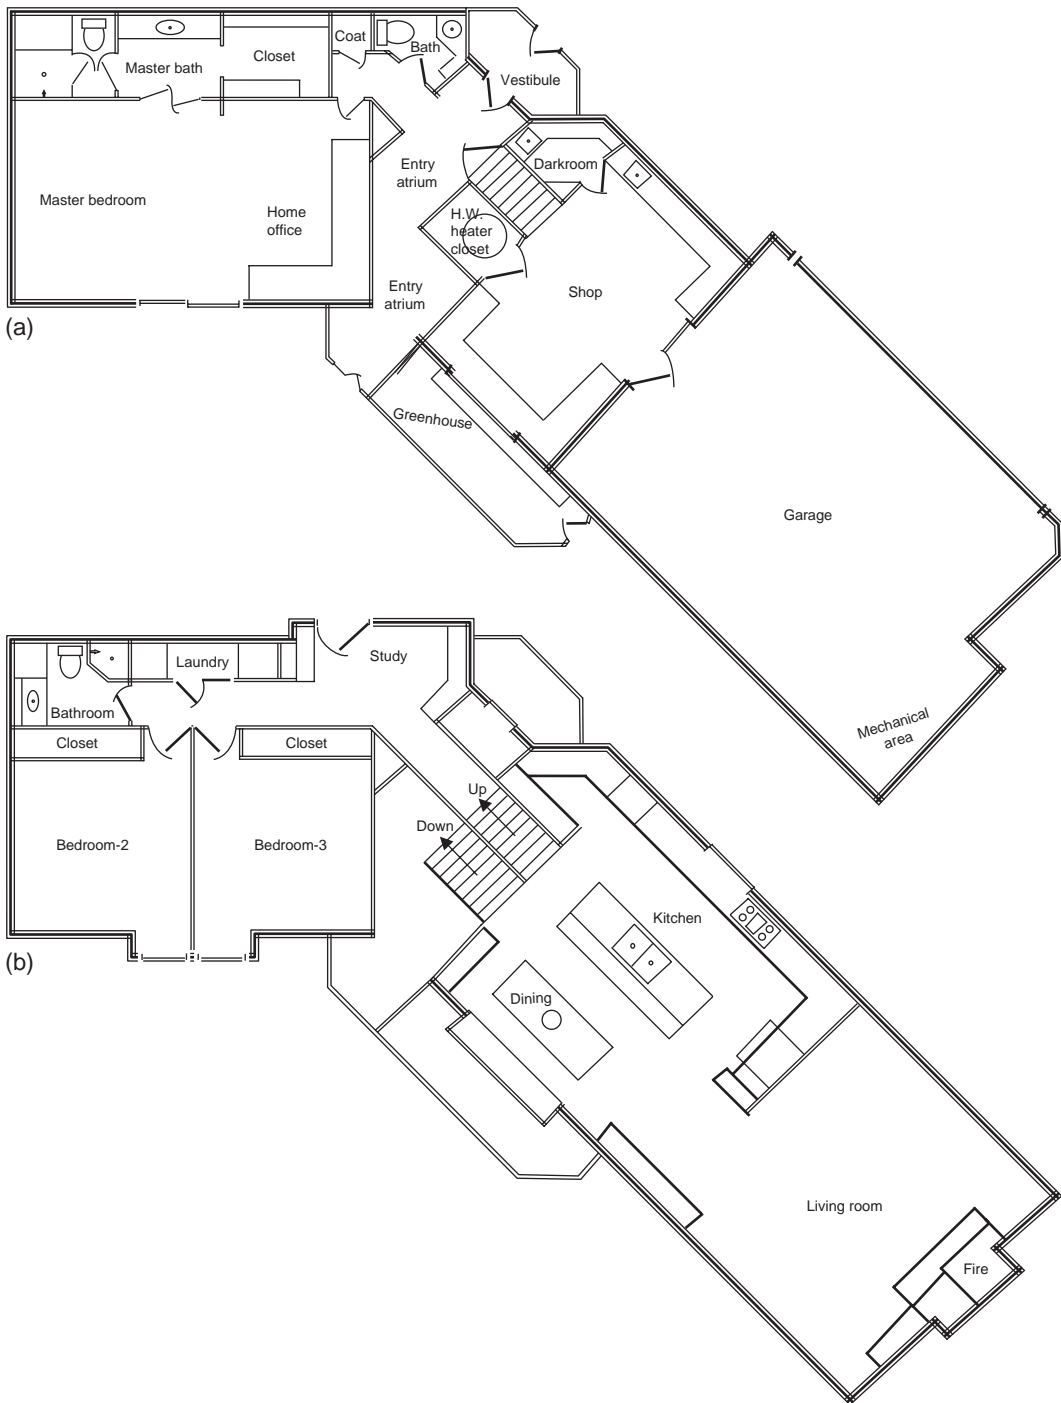 Coat
Bath
Closet
Master bath
Vestibule
Darkroom
Entry
atrium
Master bedroom
Home
office
H.W.
heater
closet
Entry
atrium
Shop
(a)
Greenhouse
Garage
Mechanical
area
Study
Laundry
Bathroom
Closet
Closet
Up
Down
Bedroom-2
Bedroom-3
Kitchen
(b)
Dining
Living room
Fire